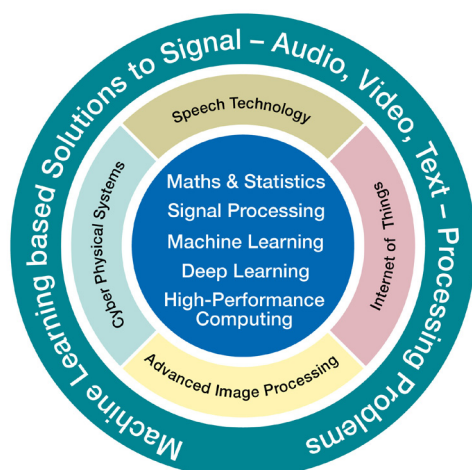 Machine Learning based Solutions to Signal – Audio, Video, Text – Processing Problems
Speech Technology
Cyber Physical Systems
Internet of Things
Advanced Image Processing
Maths & Statistics
Signal Processing
Machine Learning
Deep Learning
High-Performance
Computing